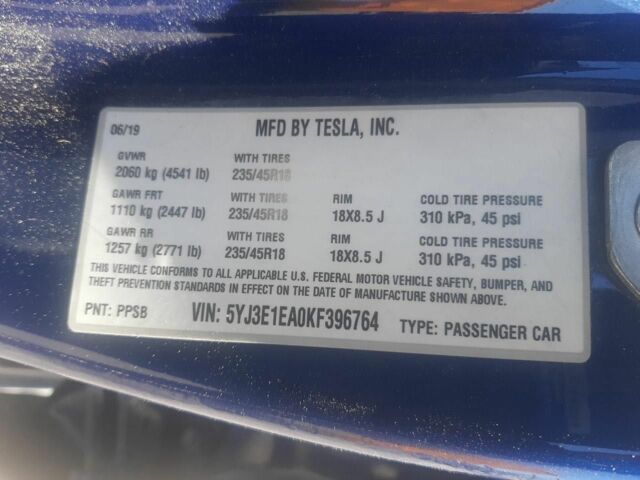 06/19 MFD BY TESLA, INC.
GVWR WITH TIRES
2060 kg (4541 lb) 235/45R18
GAWR FRT WITH TIRES RIM COLD TIRE PRESSURE
1110 kg (2447 lb) 235/45R18 18X8.5 J 310 kPa, 45 psi
GAWR RR WITH TIRES RIM COLD TIRE PRESSURE
1257 kg (2771 lb) 235/45R18 18X8.5 J 310 kPa, 45 psi
THIS VEHICLE CONFORMS TO ALL APPLICABLE U.S. FEDERAL MOTOR VEHICLE SAFETY, BUMPER, AND
THEFT PREVENTION STANDARDS IN EFFECT ON THE DATE OF MANUFACTURE SHOWN ABOVE.
PNT: PPSB VIN: 5YJ3E1EA0KF396764 TYPE: PASSENGER CAR